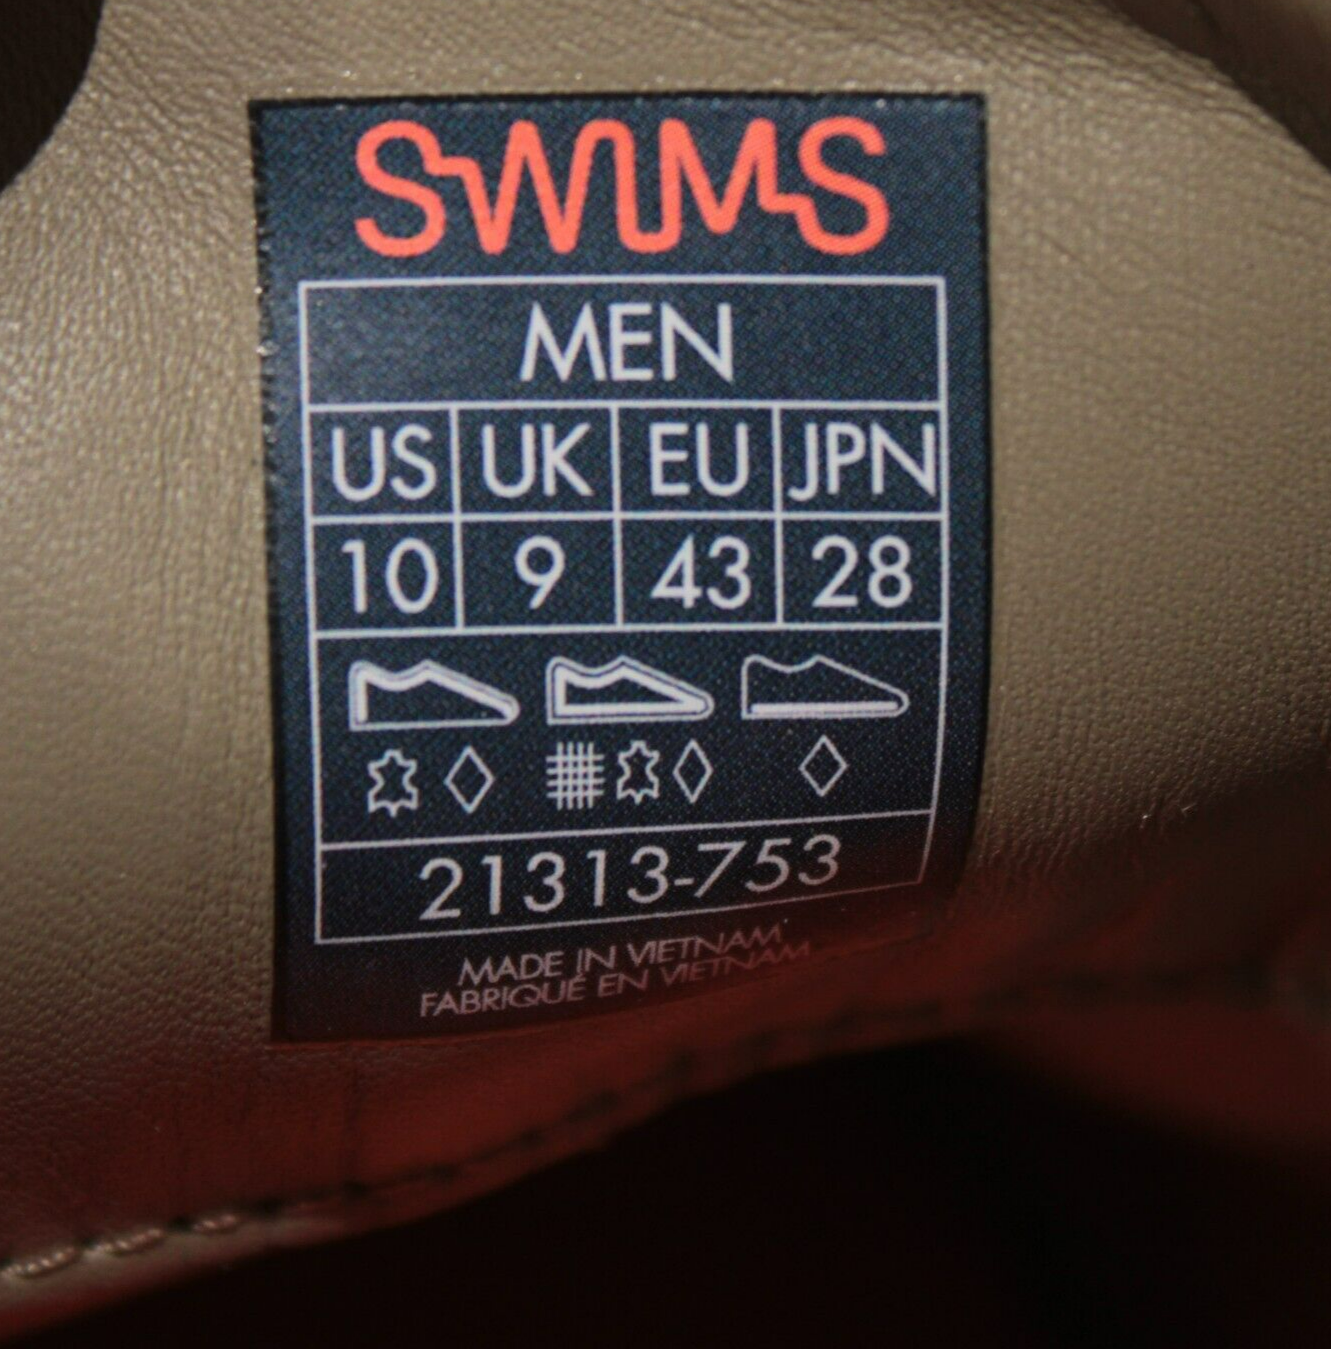 SWIMS
MEN
US UK EU JPN
10 9 43 28
21313-753
MADE IN VIETNAM
FABRIQUÉ EN VIETNAM